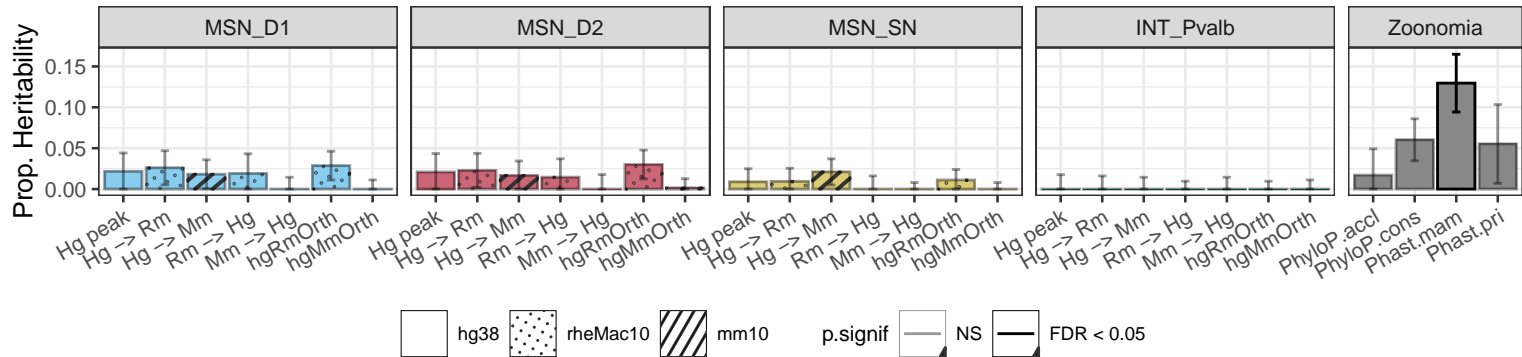 MSN_D1 MSN_D2 MSN_SN INT_Pvalb Zoonomia
Prop. Heritability
0.15
0.10
0.05
0.00
Hg peak Hg -> Rm Hg -> Mm Rm -> Hg Mm -> Hg hgRmOrth hgMmOrth
Hg peak Hg -> Rm Hg -> Mm Rm -> Hg Mm -> Hg hgRmOrth hgMmOrth
Hg peak Hg -> Rm Hg -> Mm Rm -> Hg Mm -> Hg hgRmOrth hgMmOrth
Hg peak Hg -> Rm Hg -> Mm Rm -> Hg Mm -> Hg hgRmOrth hgMmOrth
PhyloP.accl PhyloP.cons Phast.mam Phast.pri
hg38 rheMac10 mm10 p.signif NS FDR < 0.05